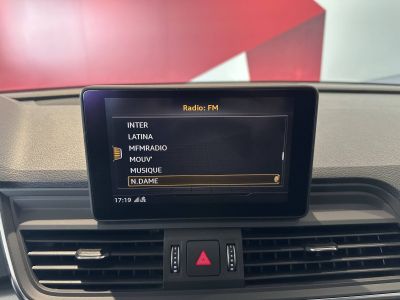 Radio: FM
INTER
LATINA
MFMRADIO
MOUV'
MUSIQUE
N.DAME
17:19